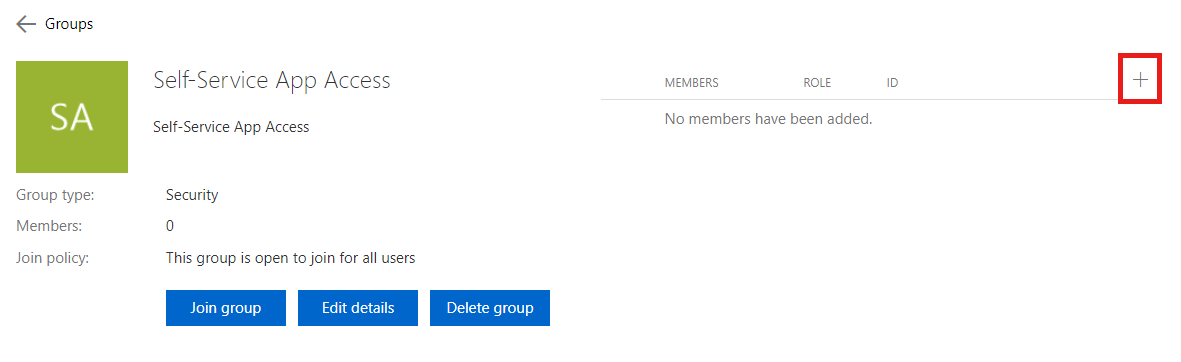 Groups
SA
Self-Service App Access
Self-Service App Access
Group type: Security
Members: 0
Join policy: This group is open to join for all users
Join group Edit details Delete group
MEMBERS ROLE ID
No members have been added.